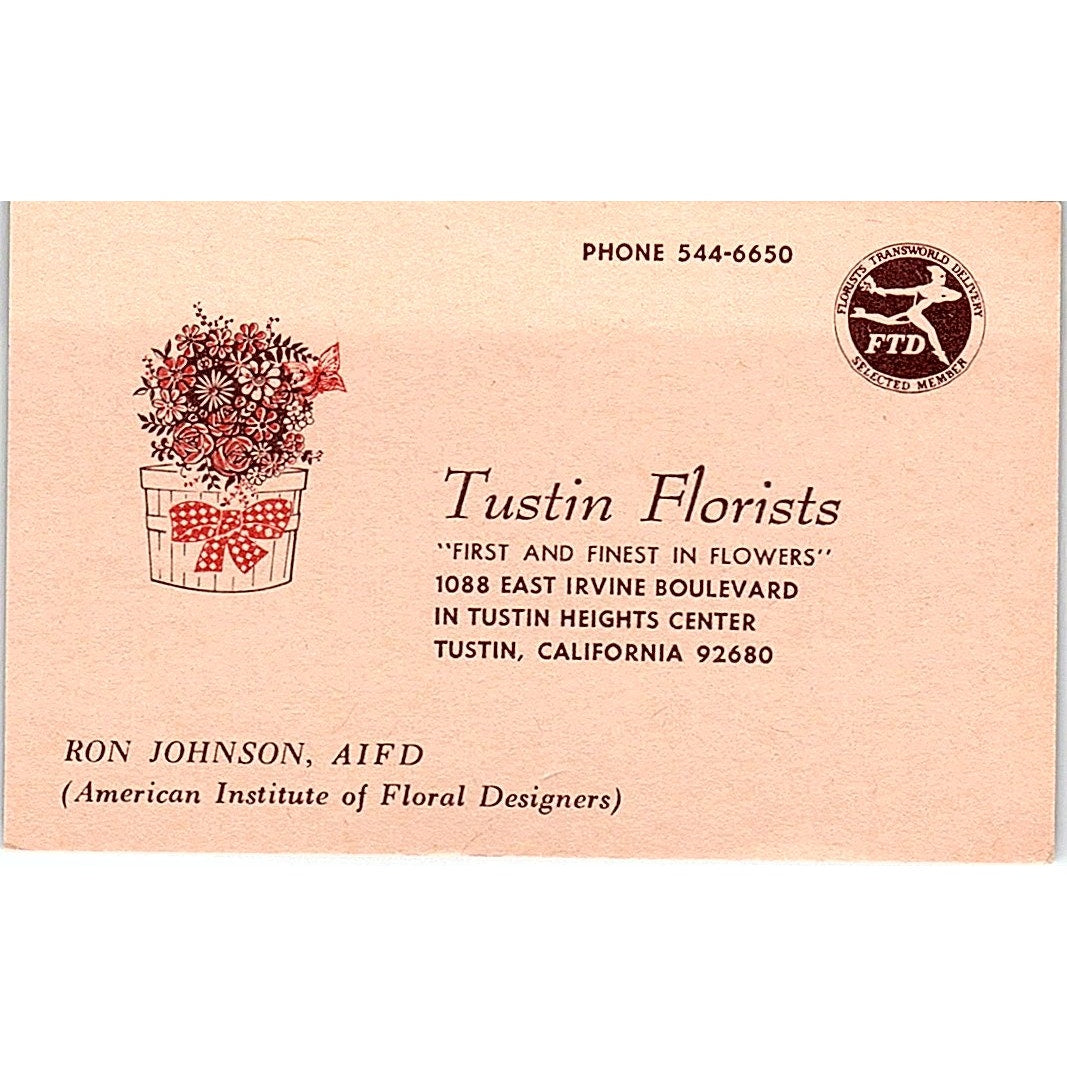 PHONE 544-6650
FLORISTS TRANSWORLD DELIVERY
FTD
SELECTED MEMBER
Tustin Florists
"FIRST AND FINEST IN FLOWERS"
1088 EAST IRVINE BOULEVARD
IN TUSTIN HEIGHTS CENTER
TUSTIN, CALIFORNIA 92680
RON JOHNSON, AIFD
(American Institute of Floral Designers)